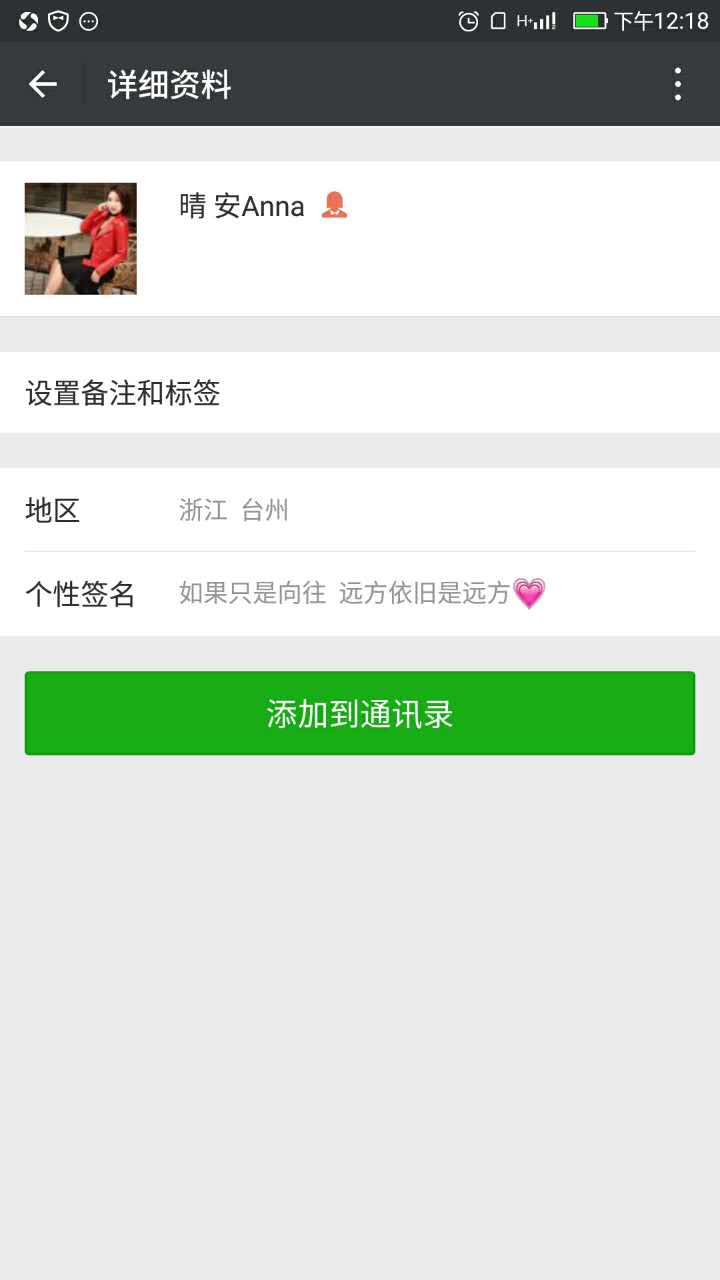 H+ 下午12:18
详细资料
晴 安Anna
设置备注和标签
地区 浙江 台州
个性签名 如果只是向往 远方依旧是远方💗
添加到通讯录